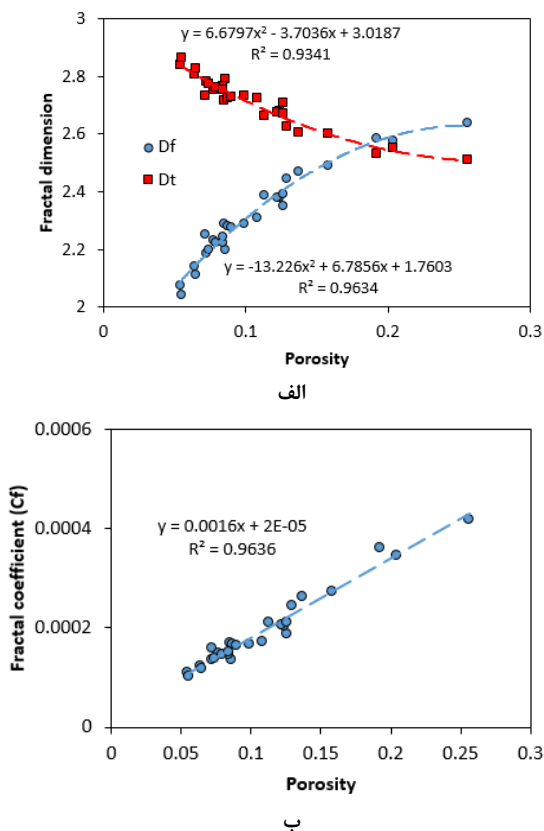 3
y = 6.6797x² - 3.7036x + 3.0187
R² = 0.9341
2.8
2.6
Df
Dt
2.4
2.2
y = -13.226x² + 6.7856x + 1.7603
R² = 0.9634
2
Fractal dimension
0 0.1 0.2 0.3
Porosity
الف
0.0006
y = 0.0016x + 2E-05
R² = 0.9636
0.0004
0.0002
0
Fractal coefficient (Cf)
0 0.05 0.1 0.15 0.2 0.25 0.3
Porosity
ب